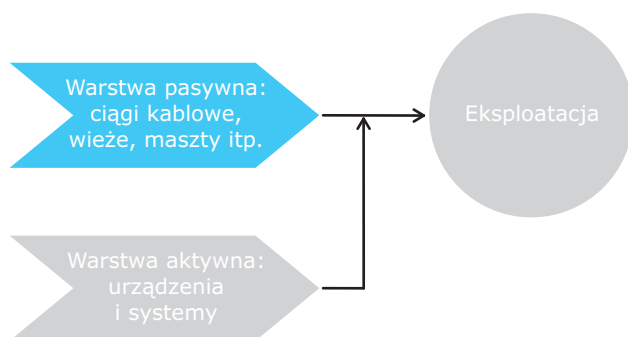 Warstwa pasywna:
ciągi kablowe,
wieże, maszty itp.
Eksploatacja
Warstwa aktywna:
urządzenia
i systemy